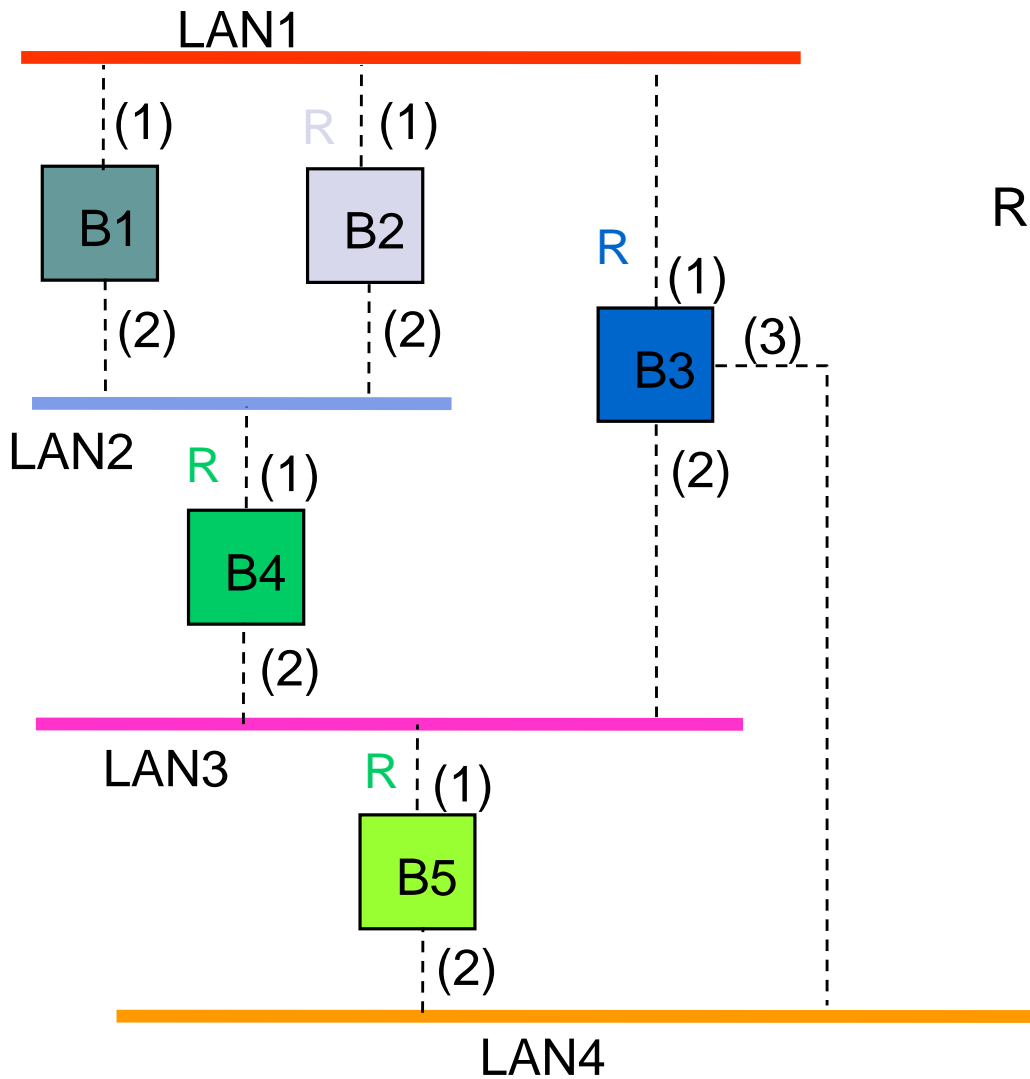 LAN1
(1)
R
(1)
B1
B2
R
R
(1)
(2)
(2)
(3)
B3
LAN2
R
(1)
(2)
B4
(2)
LAN3
R
(1)
B5
(2)
LAN4